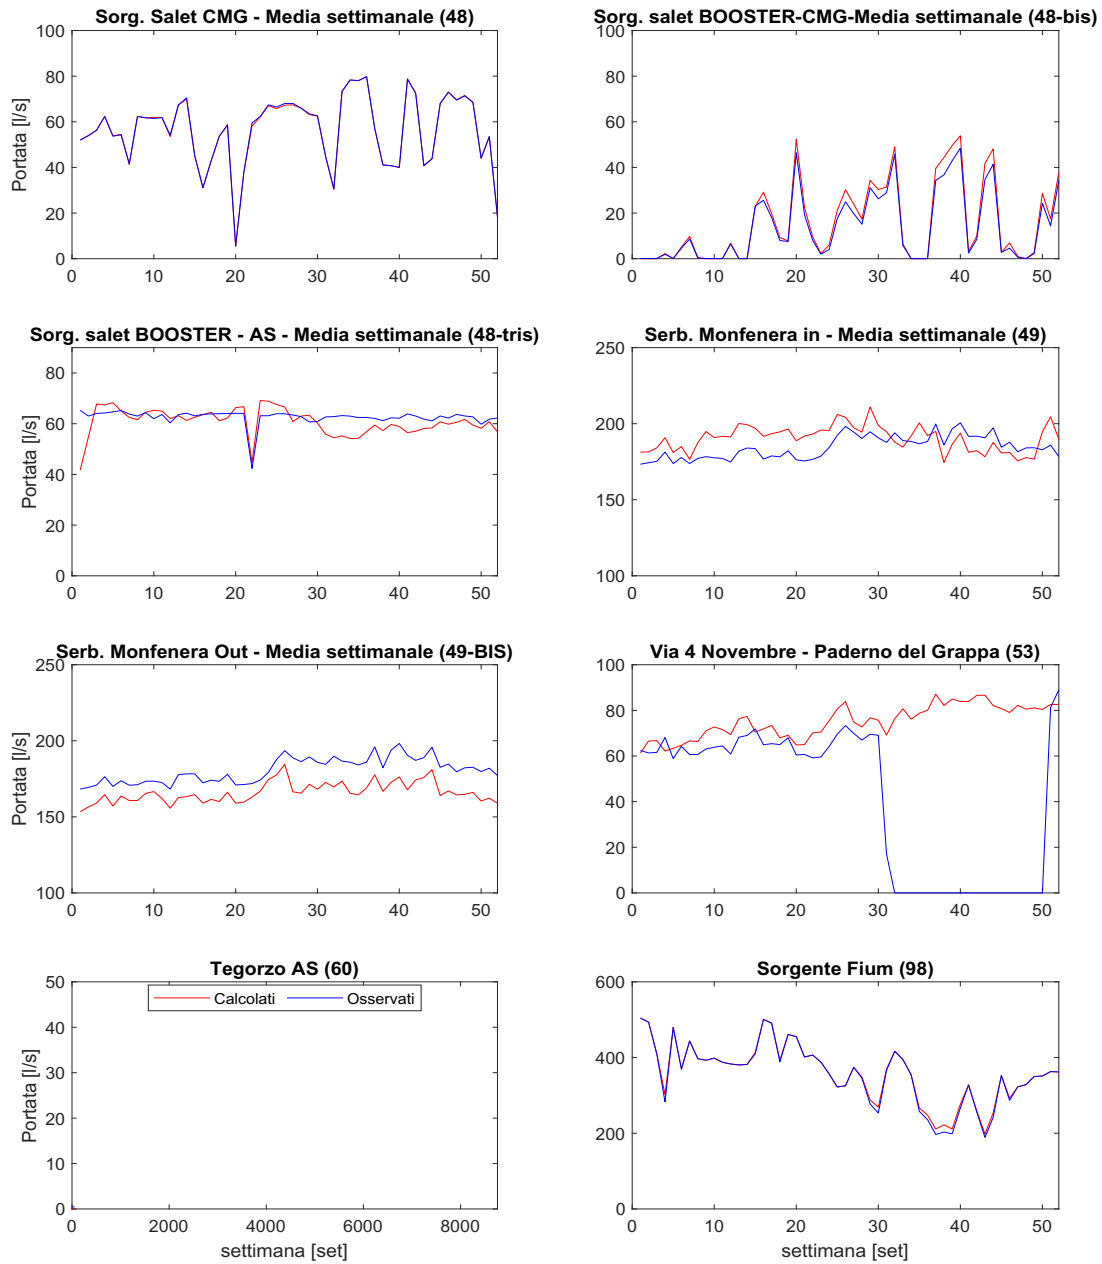 Sorg. Salet CMG - Media settimanale (48)
Portata [l/s]
100
80
60
40
20
0
0 10 20 30 40 50
Sorg. salet BOOSTER-CMG-Media settimanale (48-bis)
100
80
60
40
20
0
0 10 20 30 40 50
Sorg. salet BOOSTER - AS - Media settimanale (48-tris)
Portata [l/s]
80
60
40
20
0
0 10 20 30 40 50
Serb. Monfenera in - Media settimanale (49)
250
200
150
100
0 10 20 30 40 50
Serb. Monfenera Out - Media settimanale (49-BIS)
Portata [l/s]
250
200
150
100
0 10 20 30 40 50
Via 4 Novembre - Paderno del Grappa (53)
100
80
60
40
20
0
0 10 20 30 40 50
Tegorzo AS (60)
Portata [l/s]
50
40
30
20
10
0
Calcolati Osservati
0 2000 4000 6000 8000
settimana [set]
Sorgente Fium (98)
600
400
200
0
0 10 20 30 40 50
settimana [set]